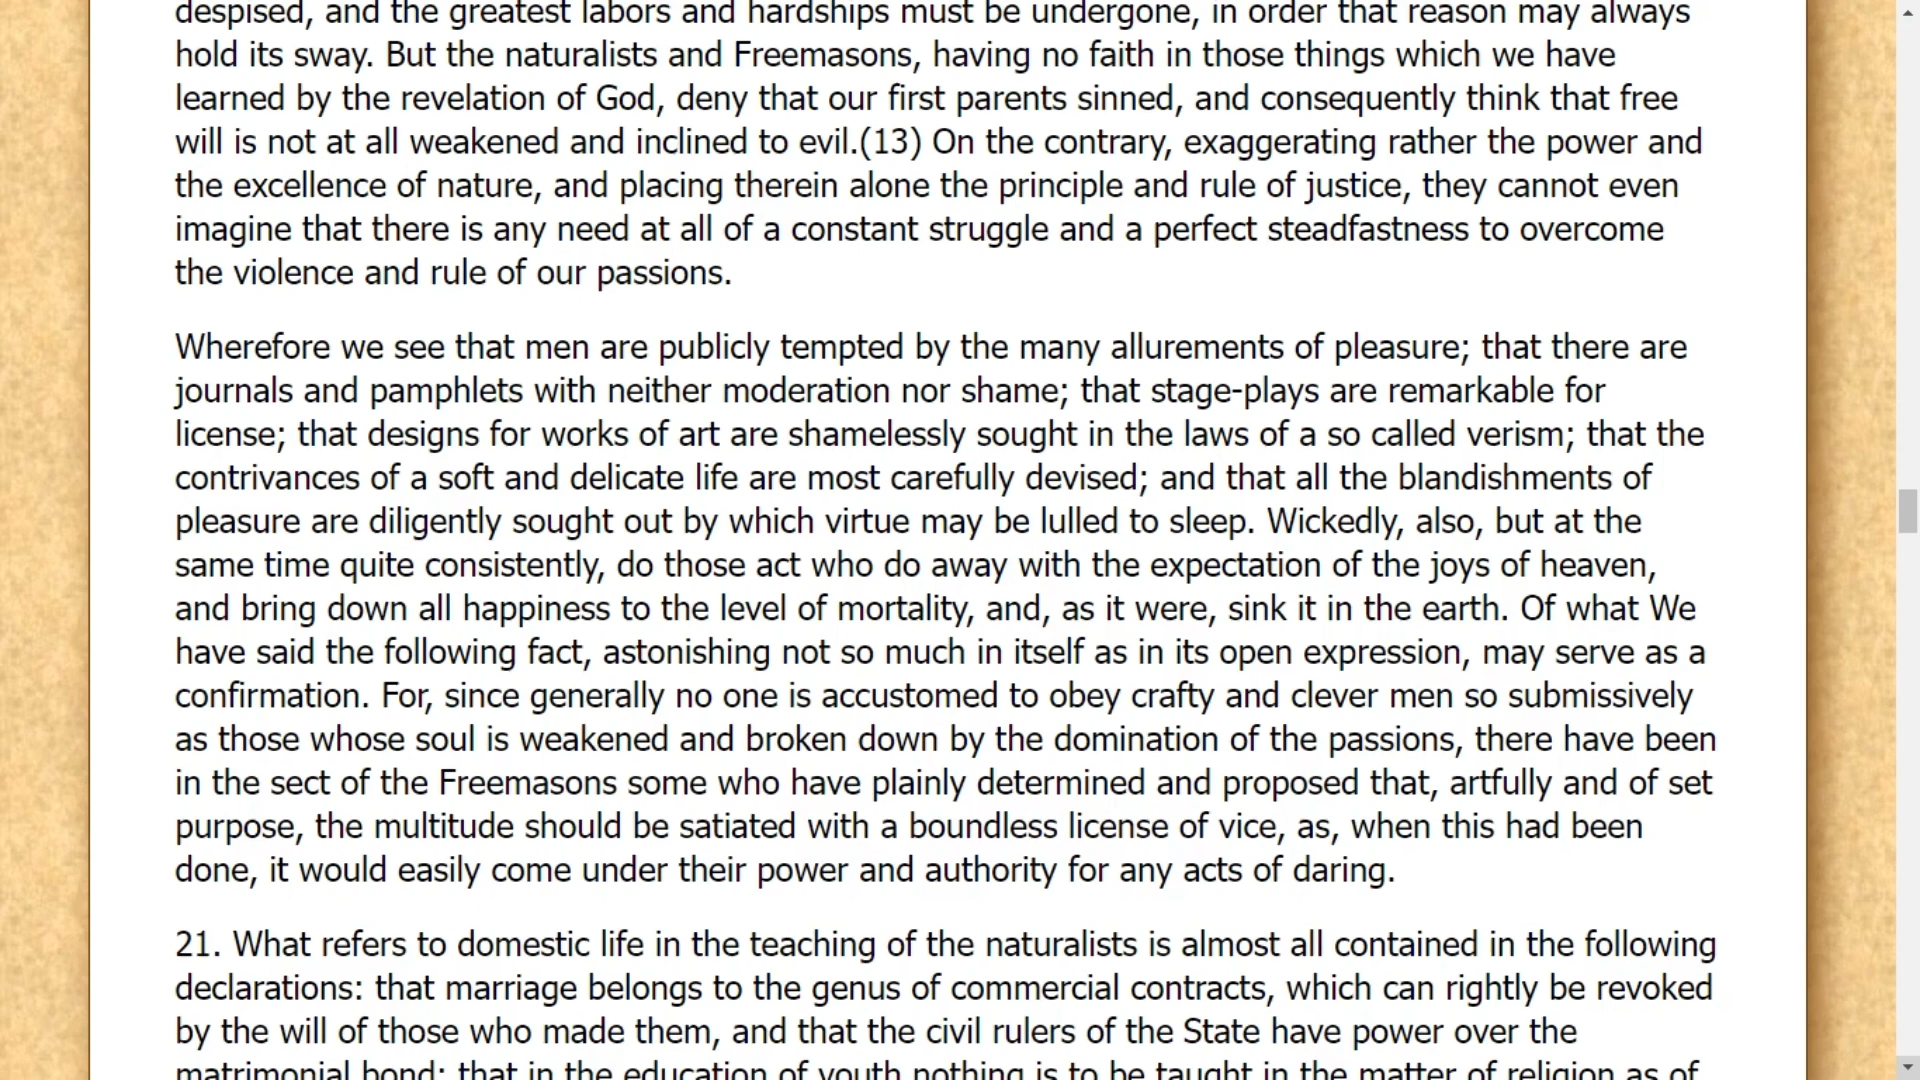 despised, and the greatest labors and hardships must be undergone, in order that reason may always
hold its sway. But the naturalists and Freemasons, having no faith in those things which we have
learned by the revelation of God, deny that our first parents sinned, and consequently think that free
will is not at all weakened and inclined to evil.(13) On the contrary, exaggerating rather the power and
the excellence of nature, and placing therein alone the principle and rule of justice, they cannot even
imagine that there is any need at all of a constant struggle and a perfect steadfastness to overcome
the violence and rule of our passions.
Wherefore we see that men are publicly tempted by the many allurements of pleasure; that there are
journals and pamphlets with neither moderation nor shame; that stage-plays are remarkable for
license; that designs for works of art are shamelessly sought in the laws of a so called verism; that the
contrivances of a soft and delicate life are most carefully devised; and that all the blandishments of
pleasure are diligently sought out by which virtue may be lulled to sleep. Wickedly, also, but at the
same time quite consistently, do those act who do away with the expectation of the joys of heaven,
and bring down all happiness to the level of mortality, and, as it were, sink it in the earth. Of what We
have said the following fact, astonishing not so much in itself as in its open expression, may serve as a
confirmation. For, since generally no one is accustomed to obey crafty and clever men so submissively
as those whose soul is weakened and broken down by the domination of the passions, there have been
in the sect of the Freemasons some who have plainly determined and proposed that, artfully and of set
purpose, the multitude should be satiated with a boundless license of vice, as, when this had been
done, it would easily come under their power and authority for any acts of daring.
21. What refers to domestic life in the teaching of the naturalists is almost all contained in the following
declarations: that marriage belongs to the genus of commercial contracts, which can rightly be revoked
by the will of those who made them, and that the civil rulers of the State have power over the
matrimonial bond; that in the education of youth nothing is to be taught in the matter of religion as of